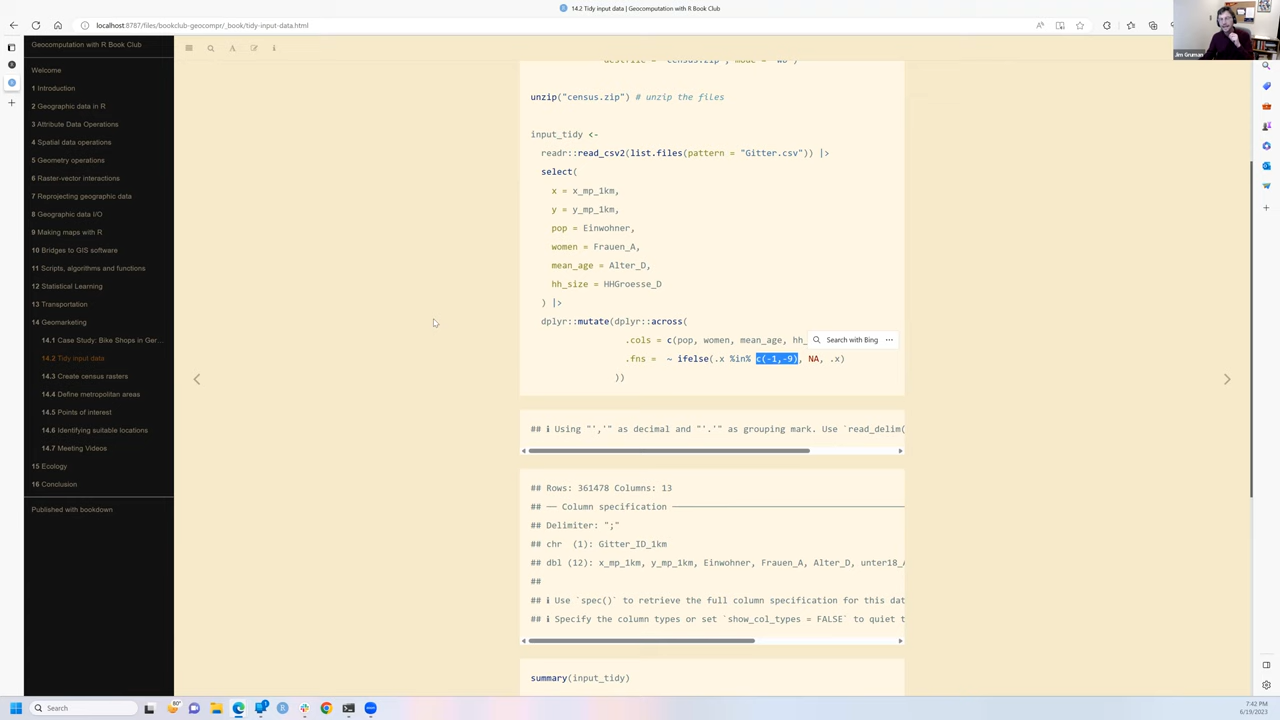 14.2 Tidy input data | Geocomputation with R Book Club
localhost:8787/files/bookclub-geocompr/_book/tidy-input-data.html
Jim Gruman
Geocomputation with R Book Club
Welcome
1 Introduction
2 Geographic data in R
3 Attribute Data Operations
4 Spatial data operations
5 Geometry operations
6 Raster-vector interactions
7 Reprojecting geographic data
8 Geographic data I/O
9 Making maps with R
10 Bridges to GIS software
11 Scripts, algorithms and functions
12 Statistical Learning
13 Transportation
14 Geomarketing
14.1 Case Study: Bike Shops in Ger…
14.2 Tidy input data
14.3 Create census rasters
14.4 Define metropolitan areas
14.5 Points of interest
14.6 Identifying suitable locations
14.7 Meeting Videos
15 Ecology
16 Conclusion
Published with bookdown
unzip("census.zip") # unzip the files
input_tidy <-
readr::read_csv2(list.files(pattern = "Gitter.csv")) |>
select(
x = x_mp_1km,
y = y_mp_1km,
pop = Einwohner,
women = Frauen_A,
mean_age = Alter_D,
hh_size = HHGroesse_D
) |>
dplyr::mutate(dplyr::across(
.cols = c(pop, women, mean_age, hh_
Search with Bing
.fns = ~ ifelse(.x %in% c(-1,-9), NA, .x)
))
## ℹ Using "','" as decimal and "'.'" as grouping mark. Use `read_delim(
## Rows: 361478 Columns: 13
## ── Column specification ────────────────
## Delimiter: ";"
## chr (1): Gitter_ID_1km
## dbl (12): x_mp_1km, y_mp_1km, Einwohner, Frauen_A, Alter_D, unter18_A
##
## ℹ Use `spec()` to retrieve the full column specification for this dat
## ℹ Specify the column types or set `show_col_types = FALSE` to quiet t
summary(input_tidy)
Search
80°
7:42 PM
6/19/2023